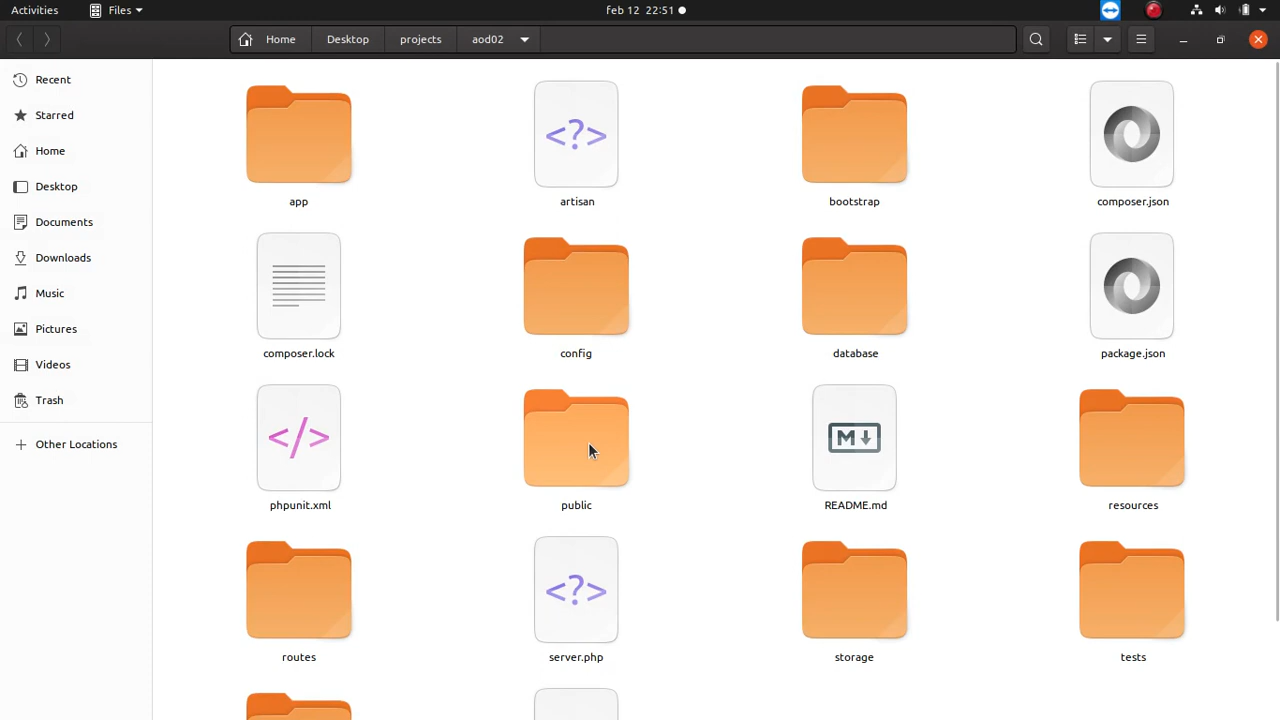 Activities Files feb 12 22:51
Home Desktop projects aod02
Recent
Starred
Home
Desktop
Documents
Downloads
Music
Pictures
Videos
Trash
Other Locations
app artisan bootstrap composer.json
composer.lock config database package.json
phpunit.xml public README.md resources
routes server.php storage tests